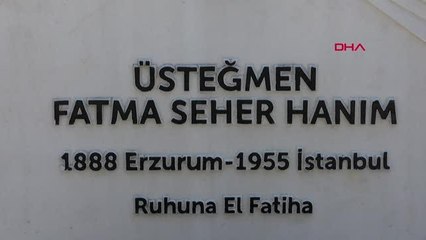 DHA
ÜSTEĞMEN
FATMA SEHER HANIM
1888 Erzurum-1955 İstanbul
Ruhuna El Fatiha